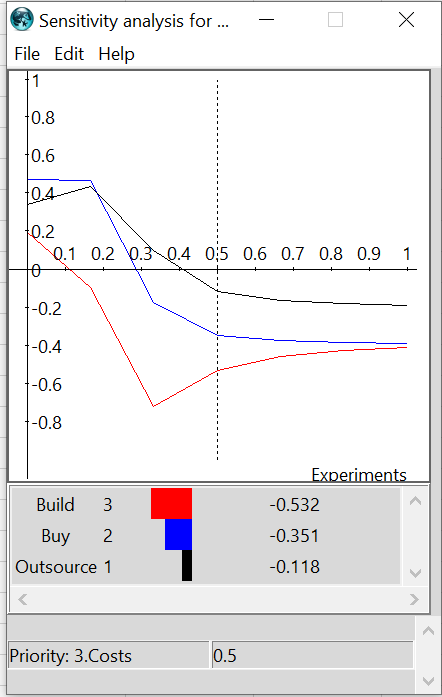 Sensitivity analysis for ...
File Edit Help
1
0.8
0.6
0.4
0.2
0.1 0.2 0.3 0.4 0.5 0.6 0.7 0.8 0.9 1
0
-0.2
-0.4
-0.6
-0.8
Experiments
Build 3 -0.532
Buy 2 -0.351
Outsource 1 -0.118
Priority: 3.Costs 0.5